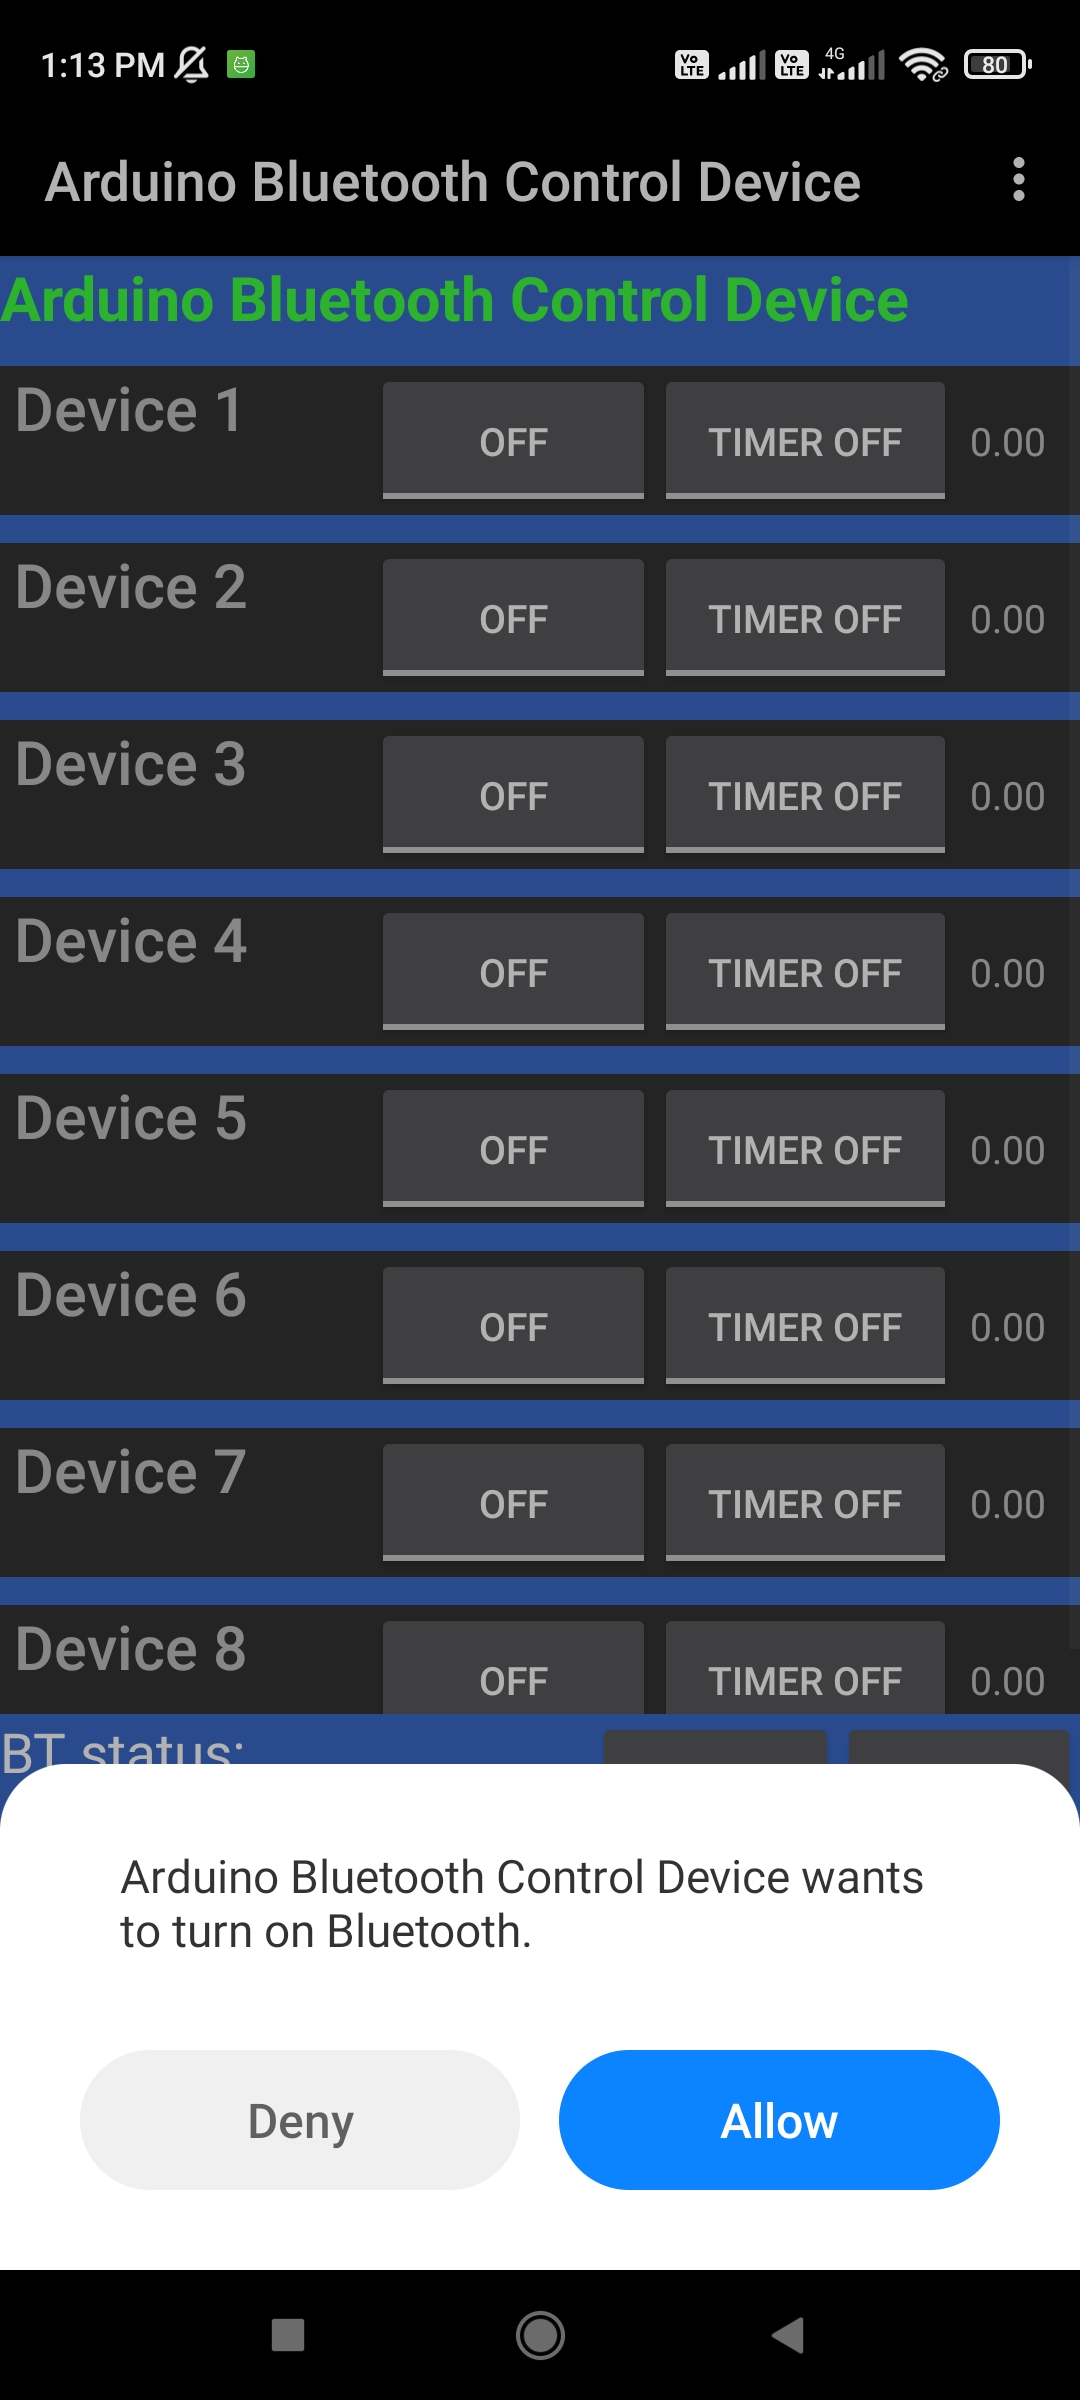 1:13 PM
Vo LTE
Vo LTE
4G
80
Arduino Bluetooth Control Device
Arduino Bluetooth Control Device
Device 1 OFF TIMER OFF 0.00
Device 2 OFF TIMER OFF 0.00
Device 3 OFF TIMER OFF 0.00
Device 4 OFF TIMER OFF 0.00
Device 5 OFF TIMER OFF 0.00
Device 6 OFF TIMER OFF 0.00
Device 7 OFF TIMER OFF 0.00
Device 8 OFF TIMER OFF 0.00
BT status:
Arduino Bluetooth Control Device wants
to turn on Bluetooth.
Deny Allow